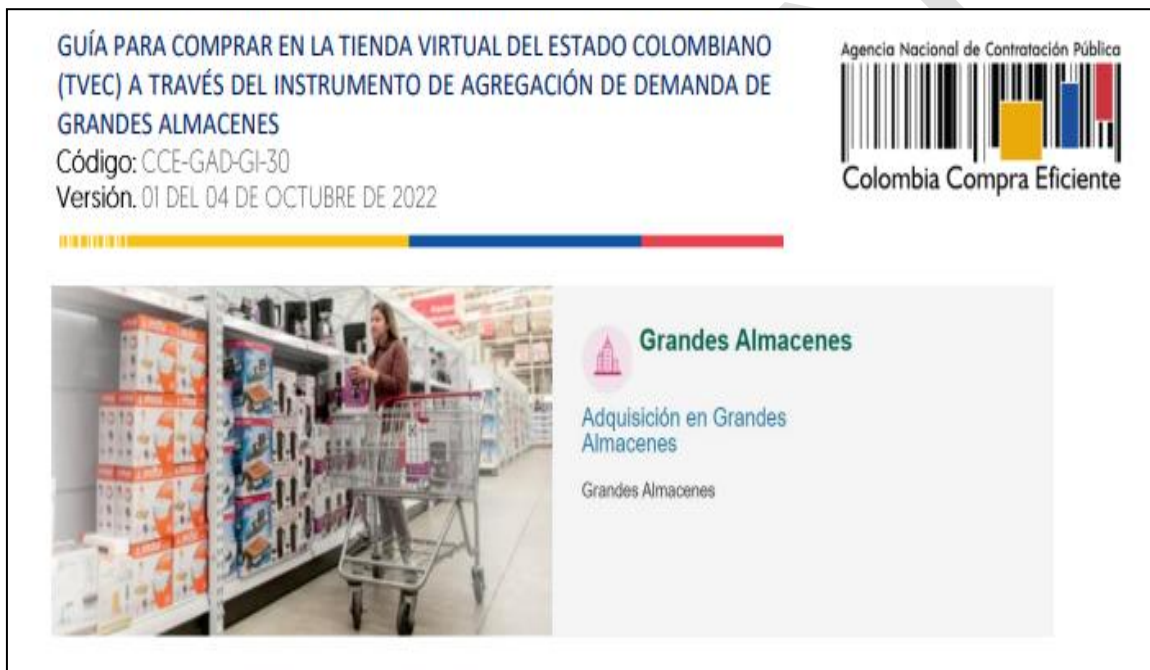 GUÍA PARA COMPRAR EN LA TIENDA VIRTUAL DEL ESTADO COLOMBIANO
(TVEC) A TRAVÉS DEL INSTRUMENTO DE AGREGACIÓN DE DEMANDA DE
GRANDES ALMACENES
Código: CCE-GAD-GI-30
Versión. 01 DEL 04 DE OCTUBRE DE 2022
Agencia Nacional de Contratación Pública
Colombia Compra Eficiente
Grandes Almacenes
Adquisición en Grandes
Almacenes
Grandes Almacenes